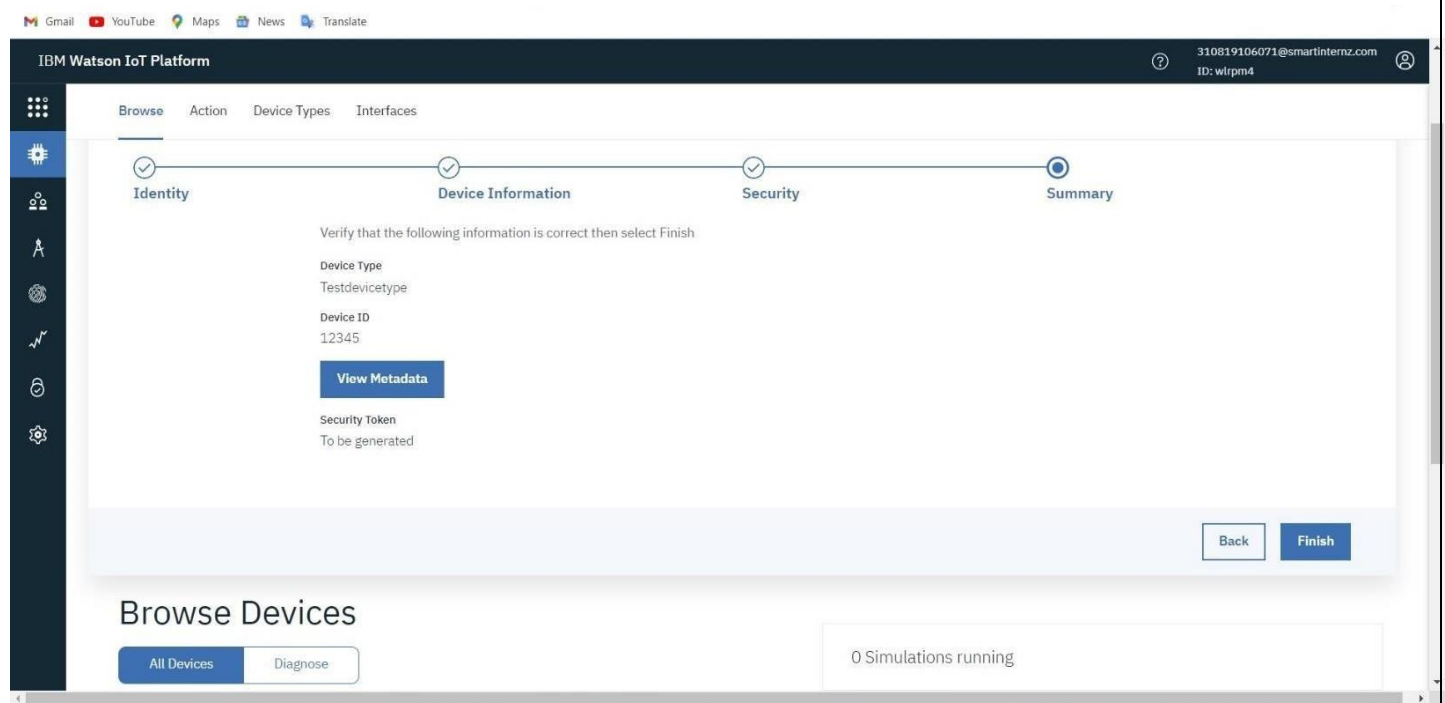 Gmail YouTube Maps News Translate
IBM Watson IoT Platform
310819106071@smartinternz.com
ID: wlrpm4
Browse Action Device Types Interfaces
Identity Device Information Security Summary
Verify that the following information is correct then select Finish
Device Type
Testdevicetype
Device ID
12345
View Metadata
Security Token
To be generated
Back Finish
Browse Devices
All Devices Diagnose
0 Simulations running